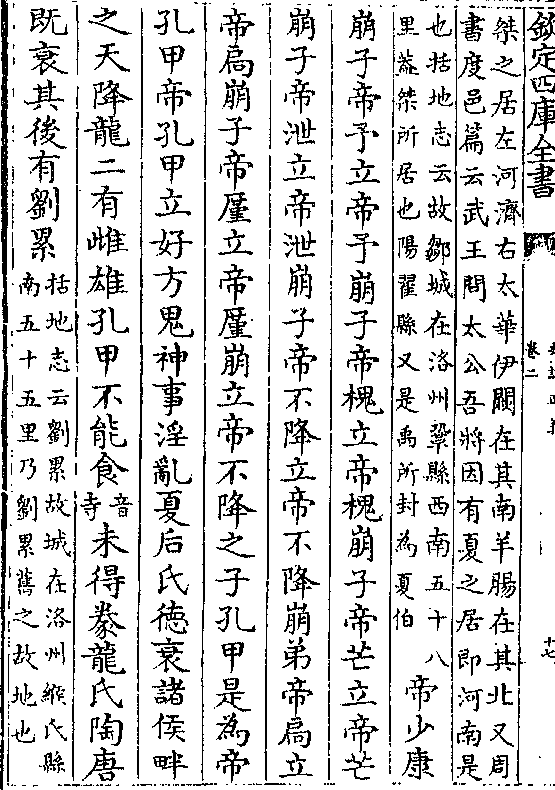 欽定四庫全書
卷二
十七
桀之居左河濟右太華伊闕在其南羊腸在其北又周
書度邑篇云武王問太公吾將因有夏之居即河南是
也括地志云故鄩城在洛州鞏縣西南五十八
里葢桀所居也陽翟縣又是禹所封為夏伯
帝少康
崩子帝予立帝予崩子帝槐立帝槐崩子帝芒立帝芒
崩子帝泄立帝泄崩子帝不降立帝不降崩弟帝扃立
帝扃崩子帝厪立帝厪崩立帝不降之子孔甲是為帝
孔甲帝孔甲立好方鬼神事淫亂夏后氏德衰諸侯畔
之天降龍二有雌雄孔甲不能食音寺未得豢龍氏陶唐
既衰其後有劉累括地志云劉累故城在洛州緱氏縣
南五十五里乃劉累舊之故地也